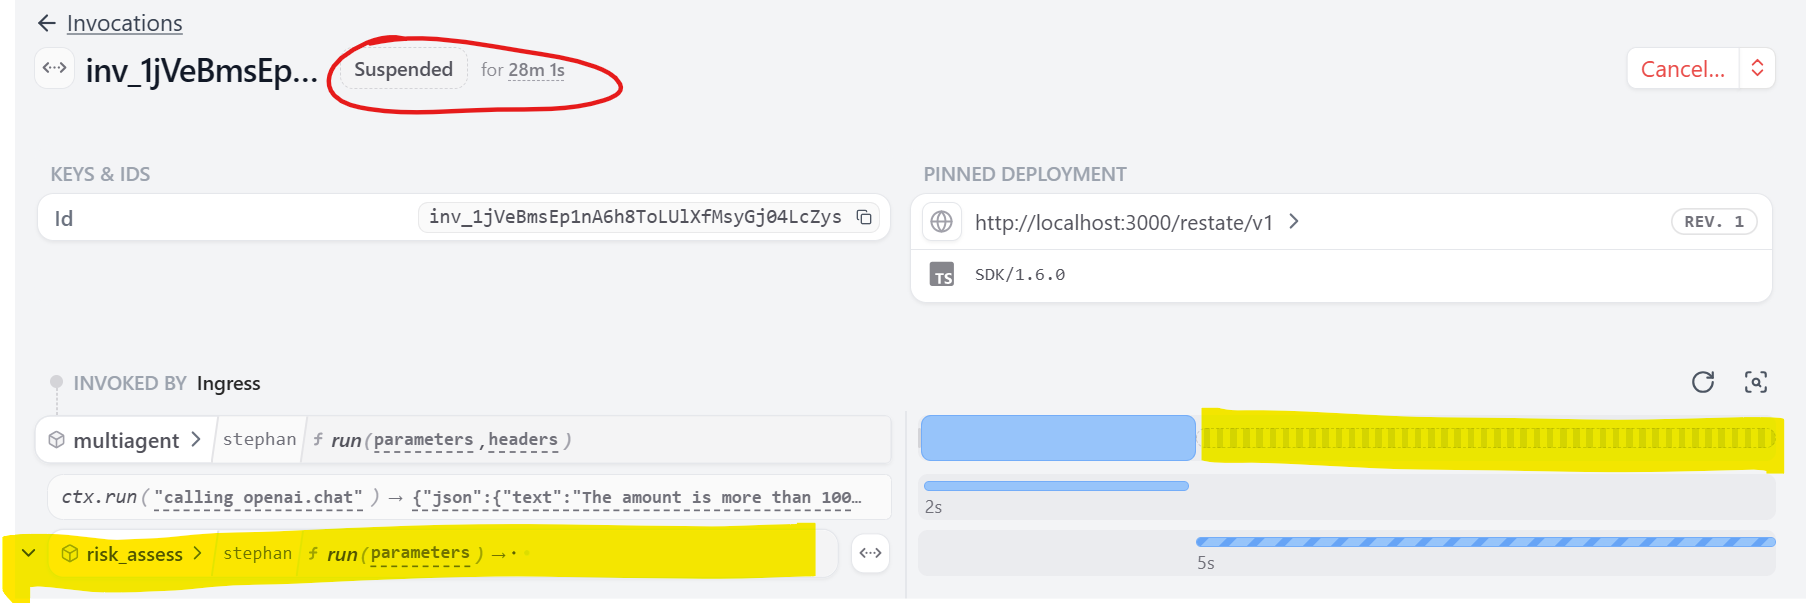 Invocations
inv_1jVeBmsEp... Suspended for 28m 1s Cancel...
KEYS & IDS
Id inv_1jVeBmsEp1nA6h8ToLUlXfMsyGj04LcZys
PINNED DEPLOYMENT
http://localhost:3000/restate/v1 REV. 1
TS SDK/1.6.0
INVOKED BY Ingress
multiagent stephan f run(parameters,headers)
ctx.run("calling openai.chat") → {"json":{"text":"The amount is more than 100…
2s
risk_assess stephan f run(parameters) →
5s